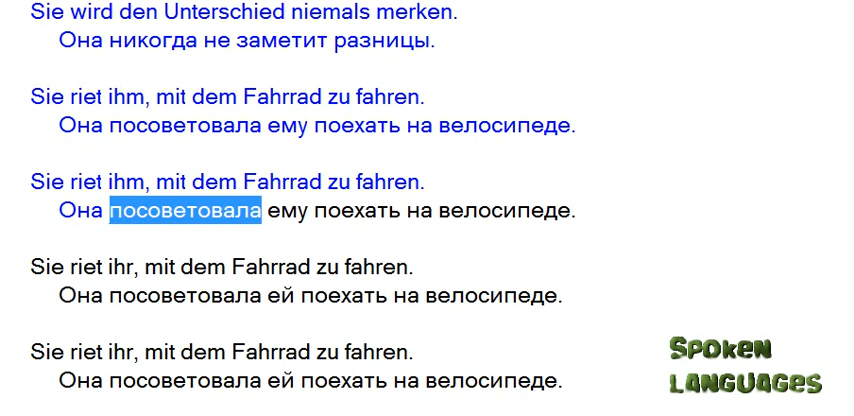 Sie wird den Unterschied niemals merken.
Она никогда не заметит разницы.
Sie riet ihm, mit dem Fahrrad zu fahren.
Она посоветовала ему поехать на велосипеде.
Sie riet ihm, mit dem Fahrrad zu fahren.
Она посоветовала ему поехать на велосипеде.
Sie riet ihr, mit dem Fahrrad zu fahren.
Она посоветовала ей поехать на велосипеде.
Sie riet ihr, mit dem Fahrrad zu fahren.
Она посоветовала ей поехать на велосипеде.
Spoken
Languages